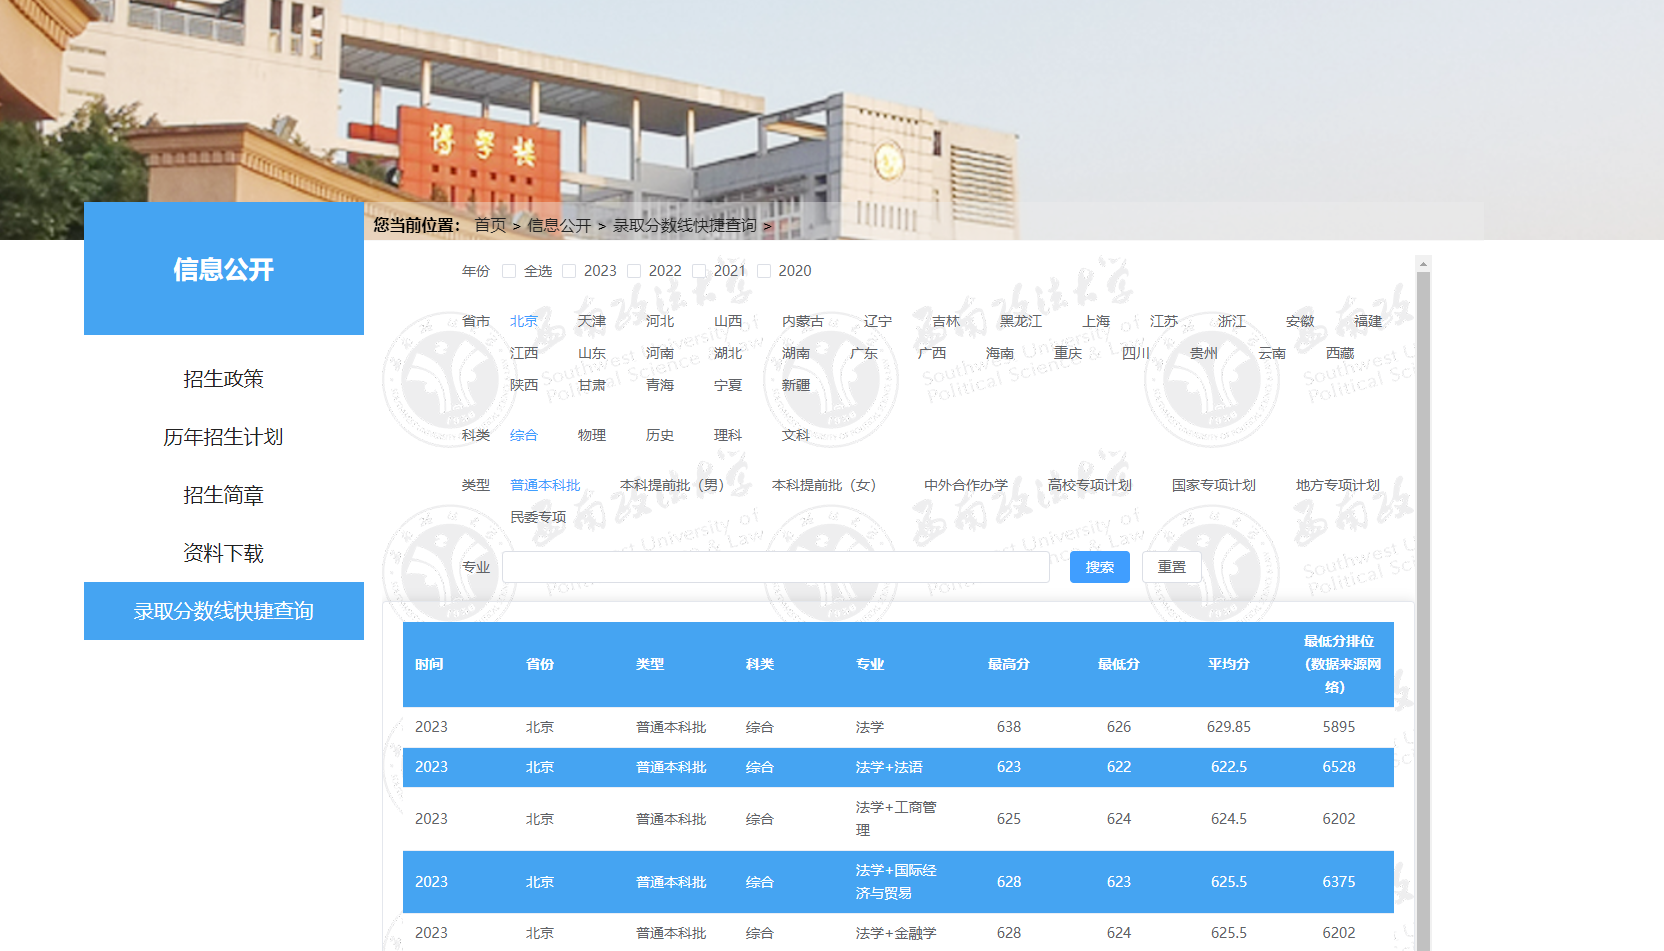 博学楼
您当前位置： 首页 > 信息公开 > 录取分数线快捷查询 >
信息公开
招生政策
历年招生计划
招生简章
资料下载
录取分数线快捷查询
年份 全选 2023 2022 2021 2020
省市 北京 天津 河北 山西 内蒙古 辽宁 吉林 黑龙江 上海 江苏 浙江 安徽 福建
江西 山东 河南 湖北 湖南 广东 广西 海南 重庆 四川 贵州 云南 西藏
陕西 甘肃 青海 宁夏 新疆
科类 综合 物理 历史 理科 文科
类型 普通本科批 本科提前批（男） 本科提前批（女） 中外合作办学 高校专项计划 国家专项计划 地方专项计划
民委专项
专业 搜索 重置
时间 省份 类型 科类 专业 最高分 最低分 平均分 最低分排位
(数据来源网
络)
2023 北京 普通本科批 综合 法学 638 626 629.85 5895
2023 北京 普通本科批 综合 法学+法语 623 622 622.5 6528
2023 北京 普通本科批 综合 法学+工商管
理 625 624 624.5 6202
2023 北京 普通本科批 综合 法学+国际经
济与贸易 628 623 625.5 6375
2023 北京 普通本科批 综合 法学+金融学 628 624 625.5 6202
西南政法大学
Southwest University of
Political Science & Law